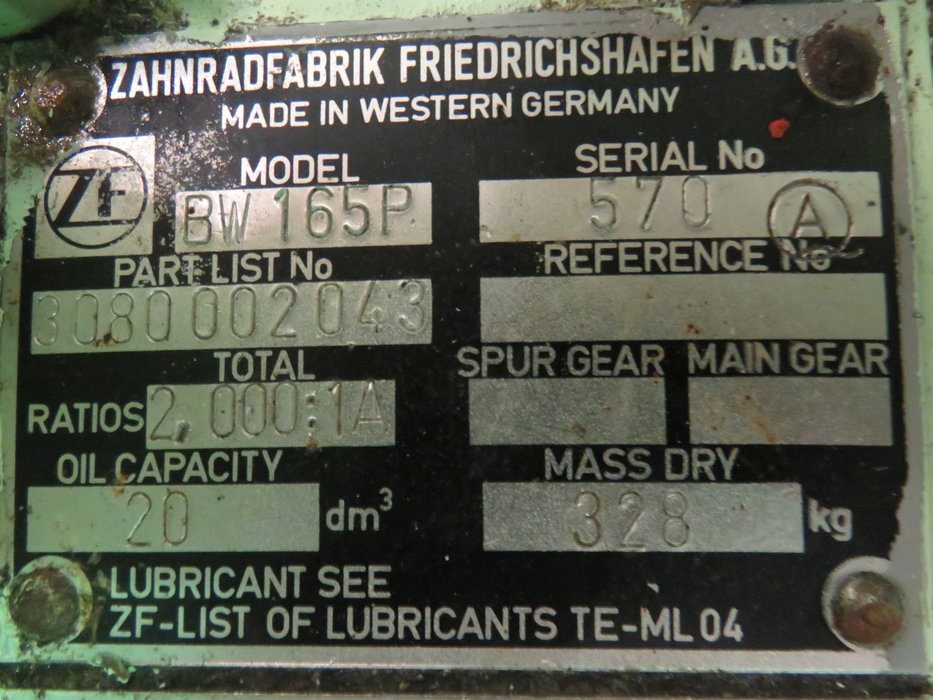 ZAHNRADFABRIK FRIEDRICHSHAFEN A.G.
MADE IN WESTERN GERMANY
ZF
MODEL
BW 165P
SERIAL No
570 A
PART LIST No
3080002043
REFERENCE No
TOTAL
RATIOS 2,000:1A
SPUR GEAR
MAIN GEAR
OIL CAPACITY
20 dm³
MASS DRY
328 kg
LUBRICANT SEE
ZF-LIST OF LUBRICANTS TE-ML 04